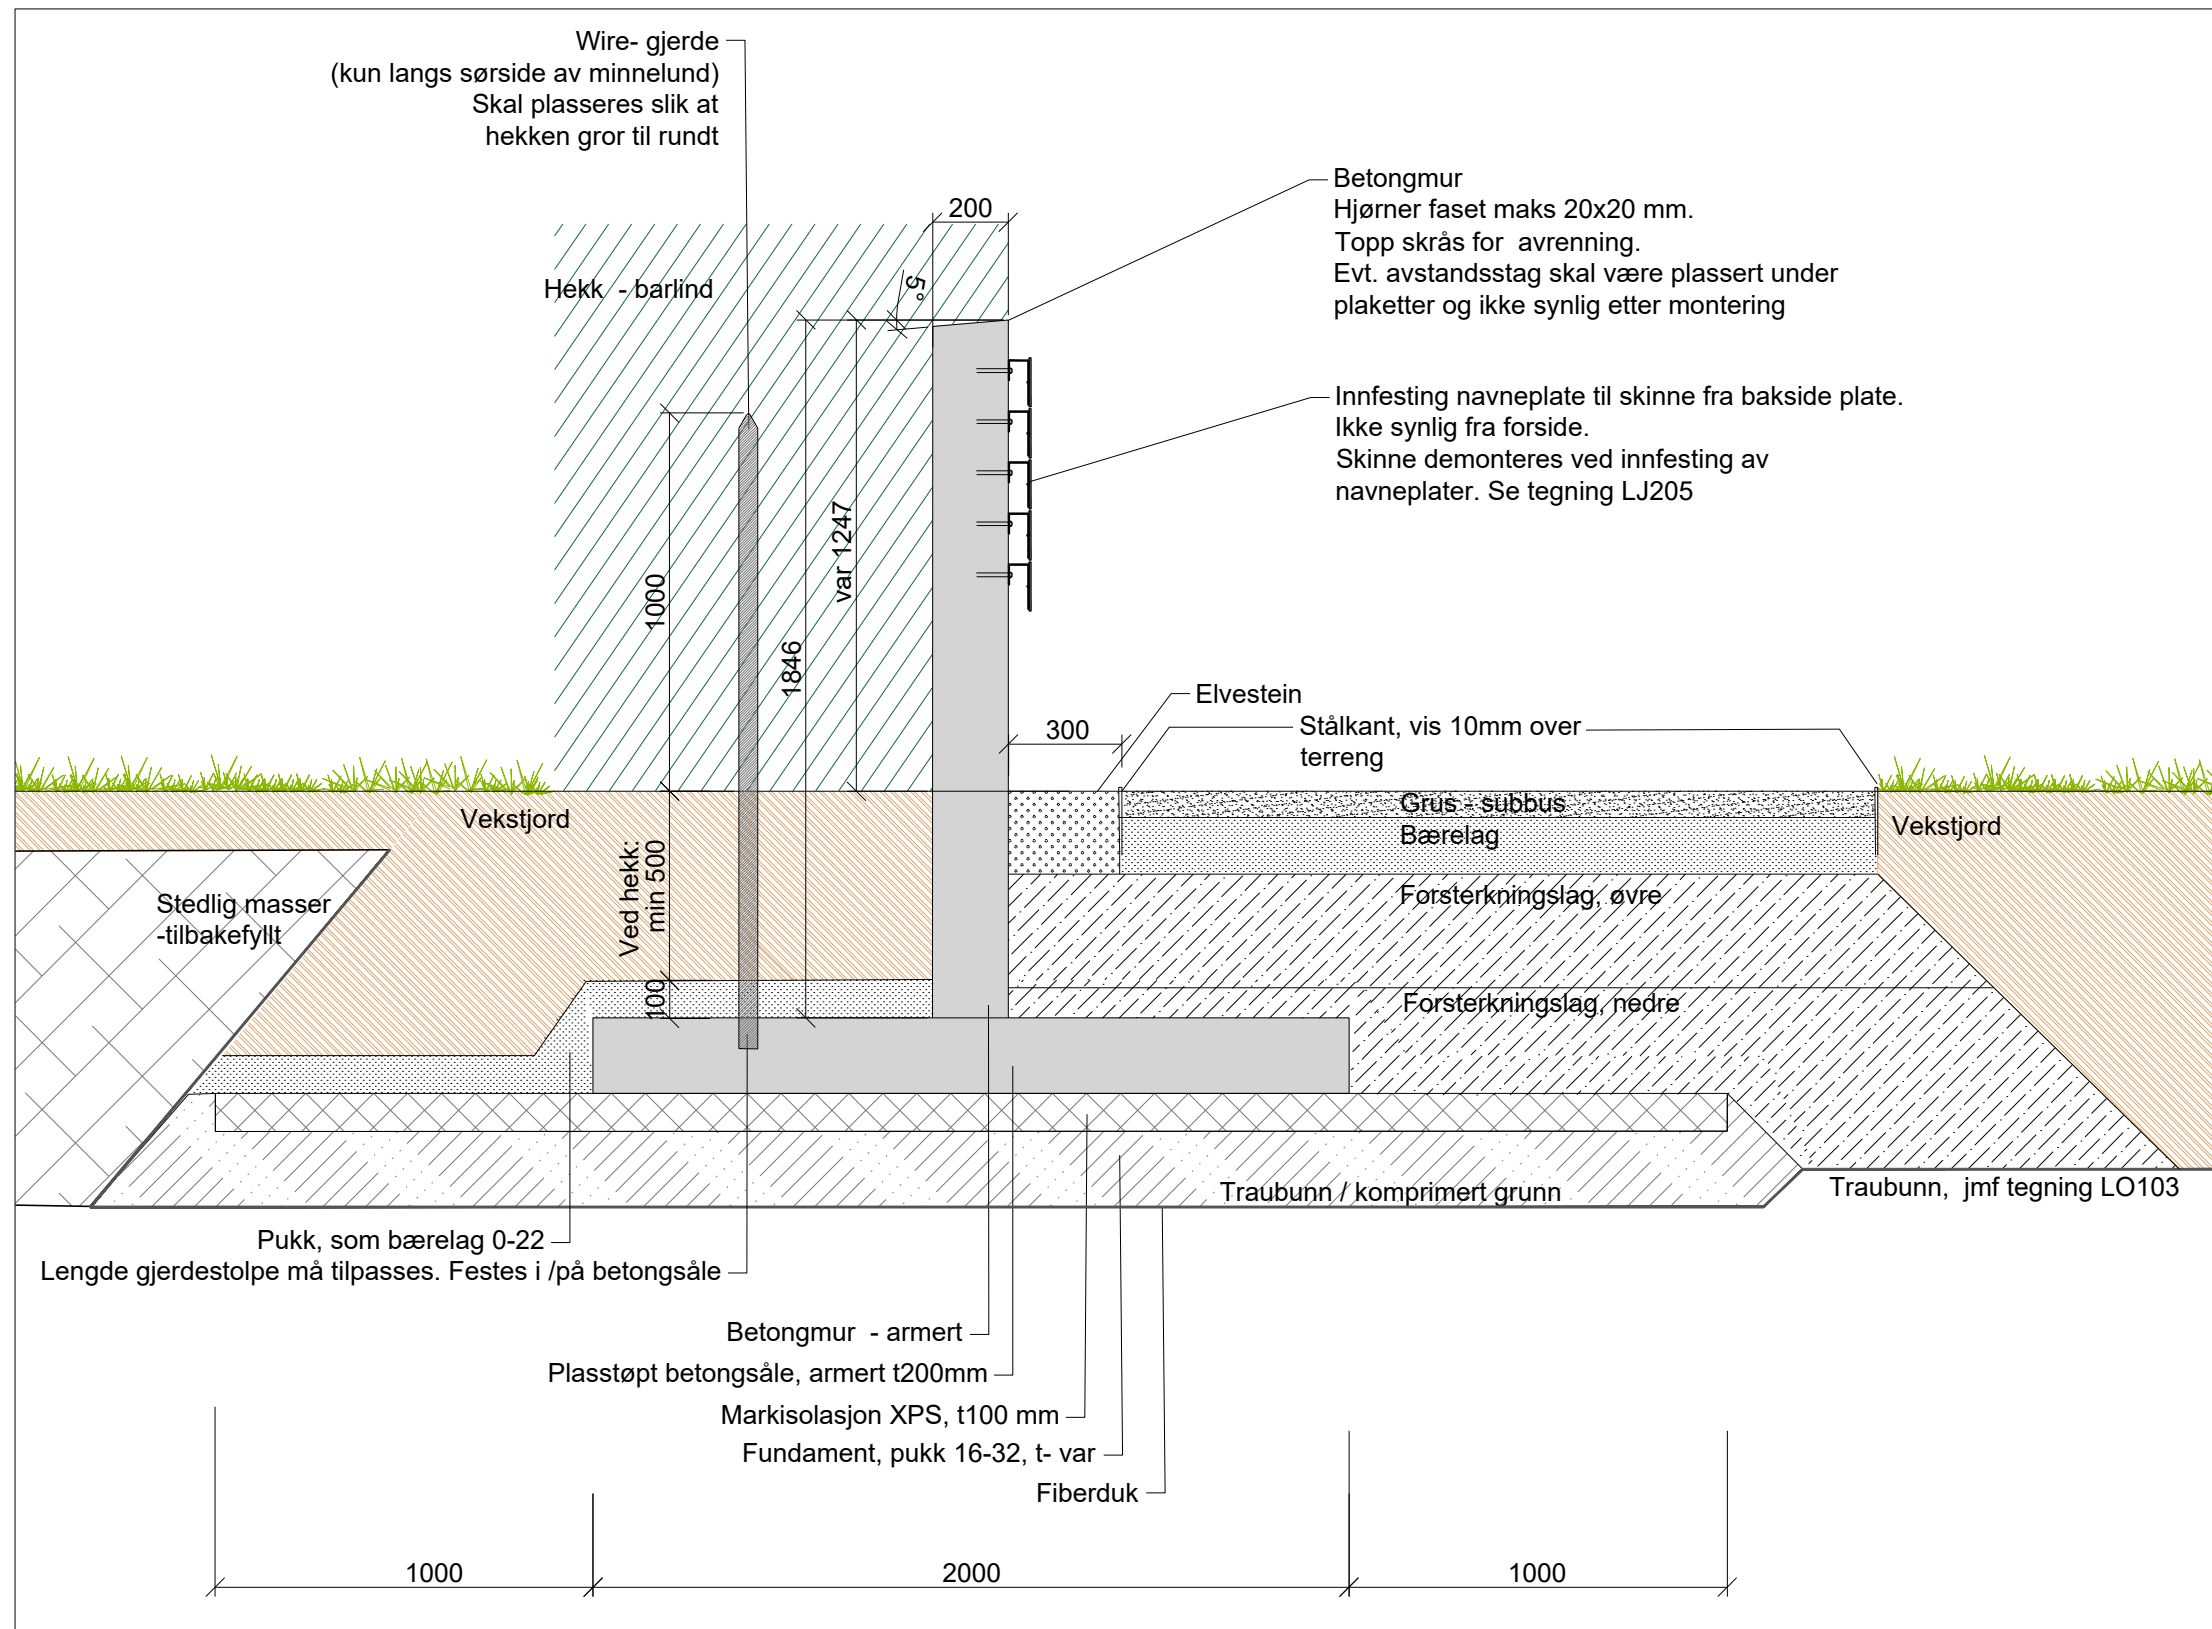 Wire- gjerde
(kun langs sørside av minnelund)
Skal plasseres slik at
hekken gror til rundt
200
Betongmur
Hjørner faset maks 20x20 mm.
Topp skrås for  avrenning.
Evt. avstandsstag skal være plassert under
plaketter og ikke synlig etter montering
Hekk  - barlind
5°
Innfesting navneplate til skinne fra bakside plate.
Ikke synlig fra forside.
Skinne demonteres ved innfesting av
navneplater. Se tegning LJ205
var 1247
1000
1846
Elvestein
300
Stålkant, vis 10mm over
terreng
Vekstjord
Grus - subbus
Bærelag
Vekstjord
Ved hekk:
min 500
Stedlig masser
-tilbakefyllt
Forsterkningslag, øvre
100
Forsterkningslag, nedre
Traubunn / komprimert grunn
Traubunn,  jmf tegning LO103
Pukk, som bærelag 0-22
Lengde gjerdestolpe må tilpasses. Festes i /på betongsåle
Betongmur  - armert
Plasstøpt betongsåle, armert t200mm
Markisolasjon XPS, t100 mm
Fundament, pukk 16-32, t- var
Fiberduk
1000
2000
1000